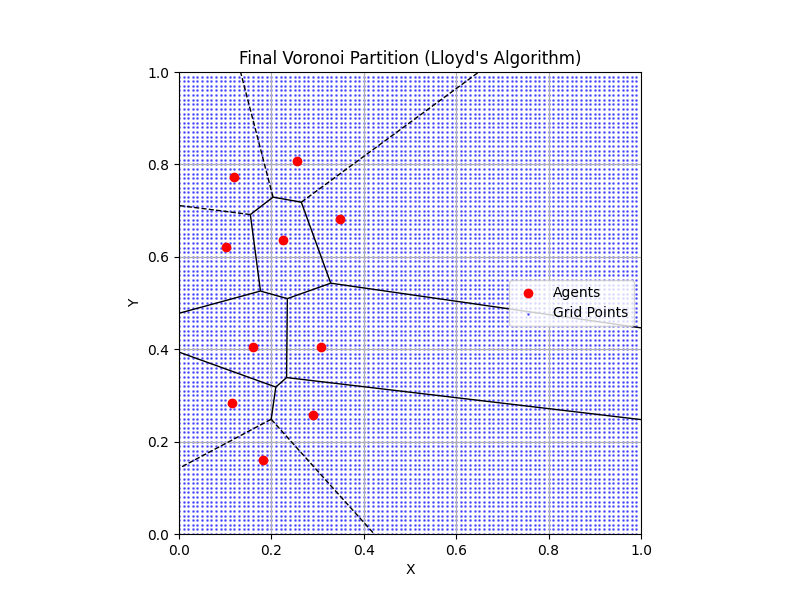 Final Voronoi Partition (Lloyd's Algorithm)
1.0
0.8
0.6
0.4
0.2
0.0
Y
Agents
Grid Points
0.0 0.2 0.4 0.6 0.8 1.0
X